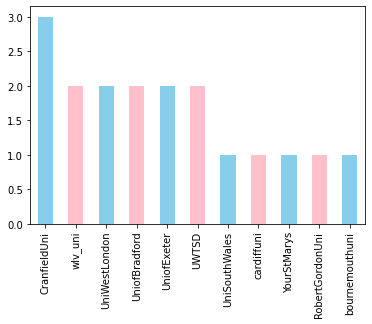 3.0
2.5
2.0
1.5
1.0
0.5
0.0
CranfieldUni
wlv_uni
UniWestLondon
UniofBradford
UniofExeter
UWTSD
UniSouthWales
cardiffuni
YourStMarys
RobertGordonUni
bournemouthuni